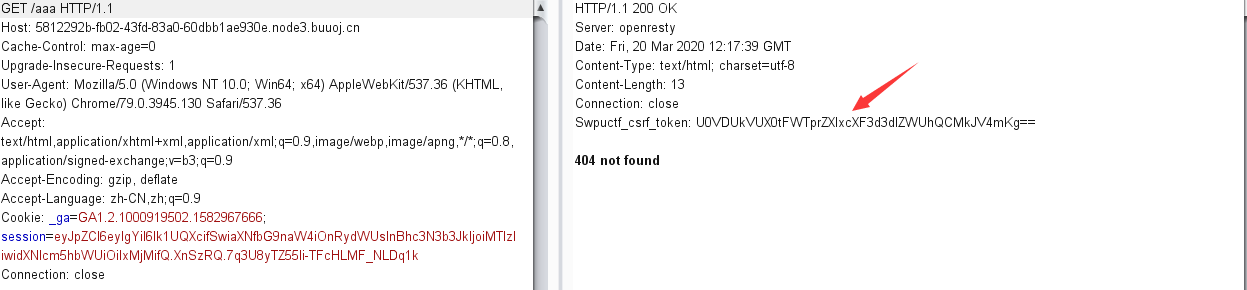 GET /aaa HTTP/1.1
Host: 5812292b-fb02-43fd-83a0-60dbb1ae930e.node3.buuoj.cn
Cache-Control: max-age=0
Upgrade-Insecure-Requests: 1
User-Agent: Mozilla/5.0 (Windows NT 10.0; Win64; x64) AppleWebKit/537.36 (KHTML,
like Gecko) Chrome/79.0.3945.130 Safari/537.36
Accept:
text/html,application/xhtml+xml,application/xml;q=0.9,image/webp,image/apng,*/*;q=0.8,
application/signed-exchange;v=b3;q=0.9
Accept-Encoding: gzip, deflate
Accept-Language: zh-CN,zh;q=0.9
Cookie: _ga=GA1.2.1000919502.1582967666;
session=eyJpZCI6eyIgYiI6Ik1UQXcifSwiaXNfbG9naW4iOnRydWUsInBhc3N3b3JkIjoiMTIzI
iwidXNlcm5hbWUiOiIxMjMifQ.XnSzRQ.7q3U8yTZ55Ii-TFcHLMF_NLDq1k
Connection: close
HTTP/1.1 200 OK
Server: openresty
Date: Fri, 20 Mar 2020 12:17:39 GMT
Content-Type: text/html; charset=utf-8
Content-Length: 13
Connection: close
Swpuctf_csrf_token: U0VDUkVUX0tFWTprZXlxcXF3d3dlZWUhQCMkJV4mKg==
404 not found